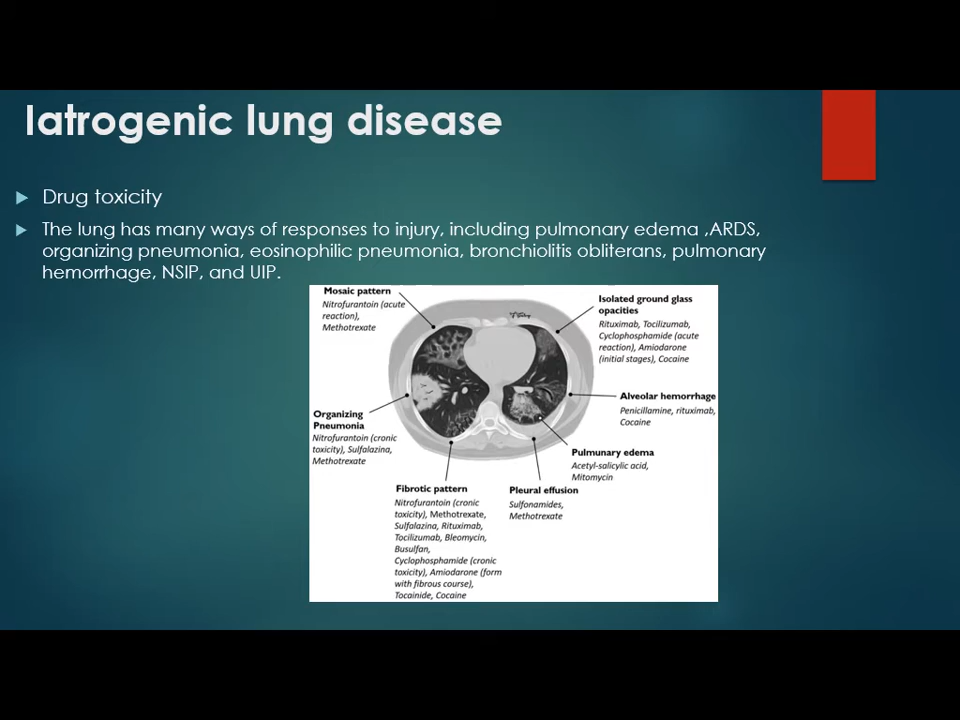 Iatrogenic lung disease
Drug toxicity
The lung has many ways of responses to injury, including pulmonary edema ,ARDS,
organizing pneumonia, eosinophilic pneumonia, bronchiolitis obliterans, pulmonary
hemorrhage, NSIP, and UIP.
Mosaic pattern
Nitrofurantoin (acute
reaction),
Methotrexate
Isolated ground glass
opacities
Rituximab, Tocilizumab,
Cyclophosphamide (acute
reaction), Amiodarone
(initial stages), Cocaine
Alveolar hemorrhage
Penicillamine, rituximab,
Cocaine
Organizing
Pneumonia
Nitrofurantoin (cronic
toxicity), Sulfalazina,
Methotrexate
Pulmunary edema
Acetyl-salicylic acid,
Mitomycin
Fibrotic pattern
Nitrofurantoin (cronic
toxicity), Methotrexate,
Sulfalazina, Rituximab,
Tocilizumab, Bleomycin,
Busulfan,
Cyclophosphamide (cronic
toxicity), Amiodarone (form
with fibrous course),
Tocainide, Cocaine
Pleural effusion
Sulfonamides,
Methotrexate